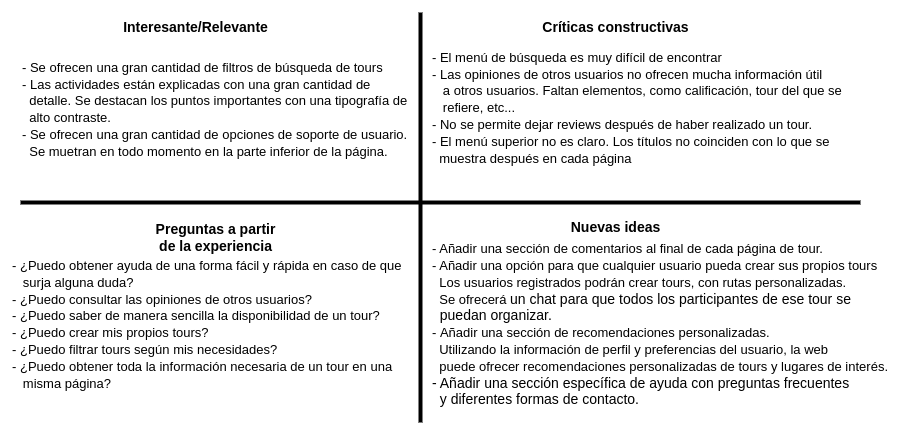 Interesante/Relevante
- Se ofrecen una gran cantidad de filtros de búsqueda de tours
- Las actividades están explicadas con una gran cantidad de
detalle. Se destacan los puntos importantes con una tipografía de
alto contraste.
- Se ofrecen una gran cantidad de opciones de soporte de usuario.
Se muetran en todo momento en la parte inferior de la página.
Críticas constructivas
- El menú de búsqueda es muy difícil de encontrar
- Las opiniones de otros usuarios no ofrecen mucha información útil
a otros usuarios. Faltan elementos, como calificación, tour del que se
refiere, etc...
- No se permite dejar reviews después de haber realizado un tour.
- El menú superior no es claro. Los títulos no coinciden con lo que se
muestra después en cada página
Preguntas a partir
de la experiencia
- ¿Puedo obtener ayuda de una forma fácil y rápida en caso de que
surja alguna duda?
- ¿Puedo consultar las opiniones de otros usuarios?
- ¿Puedo saber de manera sencilla la disponibilidad de un tour?
- ¿Puedo crear mis propios tours?
- ¿Puedo filtrar tours según mis necesidades?
- ¿Puedo obtener toda la información necesaria de un tour en una
misma página?
Nuevas ideas
- Añadir una sección de comentarios al final de cada página de tour.
- Añadir una opción para que cualquier usuario pueda crear sus propios tours
Los usuarios registrados podrán crear tours, con rutas personalizadas.
Se ofrecerá un chat para que todos los participantes de ese tour se
puedan organizar.
- Añadir una sección de recomendaciones personalizadas.
Utilizando la información de perfil y preferencias del usuario, la web
puede ofrecer recomendaciones personalizadas de tours y lugares de interés.
- Añadir una sección específica de ayuda con preguntas frecuentes
y diferentes formas de contacto.